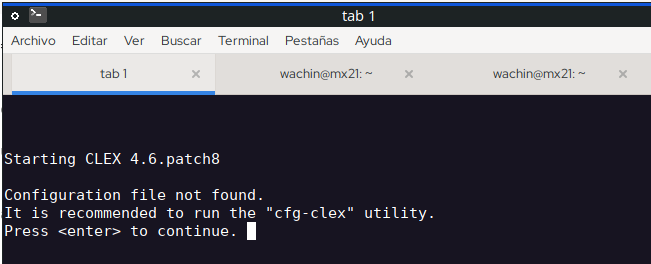 tab 1
Archivo Editar Ver Buscar Terminal Pestañas Ayuda
tab 1 wachin@mx21: ~ wachin@mx21: ~
Starting CLEX 4.6.patch8
Configuration file not found.
It is recommended to run the "cfg-clex" utility.
Press <enter> to continue.